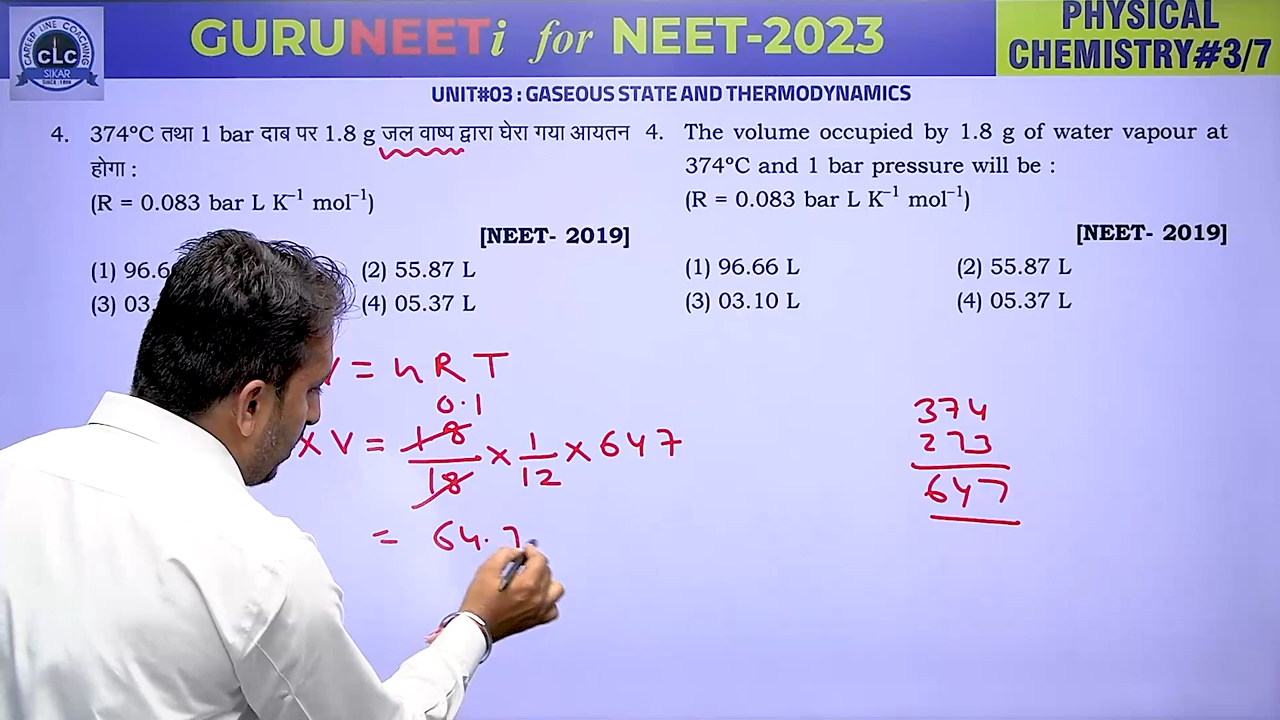 GURUNEETi for NEET-2023
PHYSICAL
CHEMISTRY#3/7
CAREER LINE COACHING
CLC
SIKAR
SINCE:1996
UNIT#03 : GASEOUS STATE AND THERMODYNAMICS
4. 374°C तथा 1 bar दाब पर 1.8 g जल वाष्प द्वारा घेरा गया आयतन
होगा :
(R = 0.083 bar L K⁻¹ mol⁻¹)
[NEET- 2019]
(1) 96.6
(2) 55.87 L
(3) 03.
(4) 05.37 L
4. The volume occupied by 1.8 g of water vapour at
374°C and 1 bar pressure will be :
(R = 0.083 bar L K⁻¹ mol⁻¹)
[NEET- 2019]
(1) 96.66 L
(2) 55.87 L
(3) 03.10 L
(4) 05.37 L
V = nRT
0.1
x V = 1.8/18 x 1/12 x 647
= 64.7
374
273
647